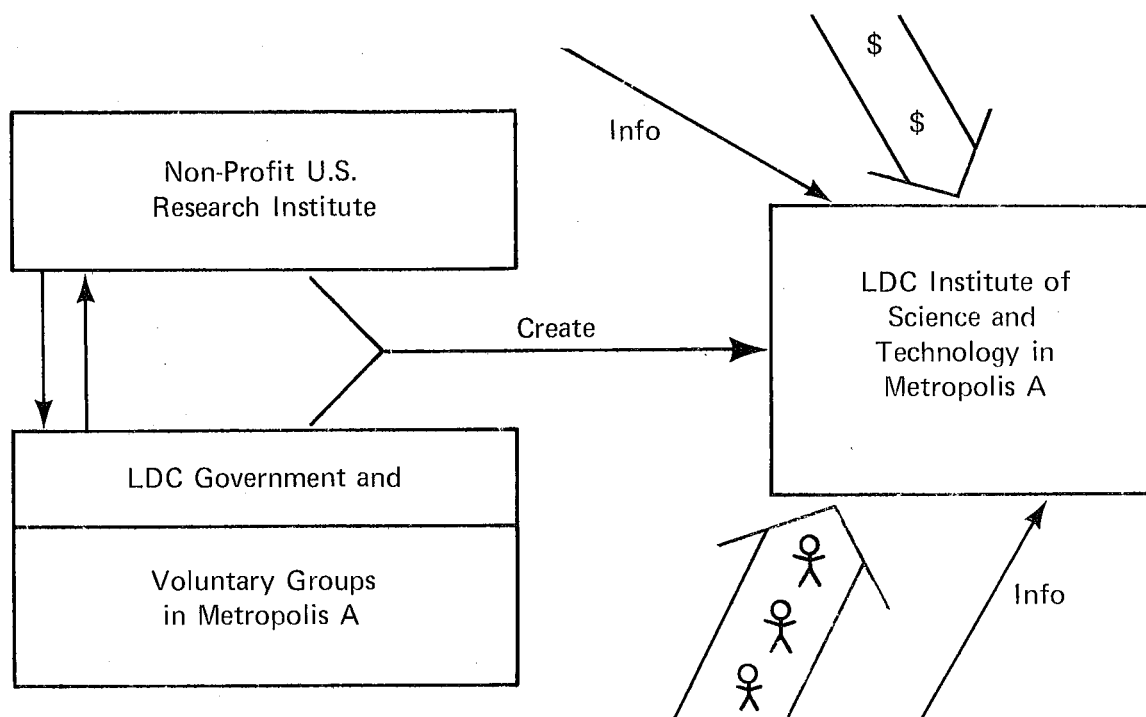 Non-Profit U.S.
Research Institute
Info
$
$
Create
LDC Institute of
Science and
Technology in
Metropolis A
LDC Government and
Voluntary Groups
in Metropolis A
Info